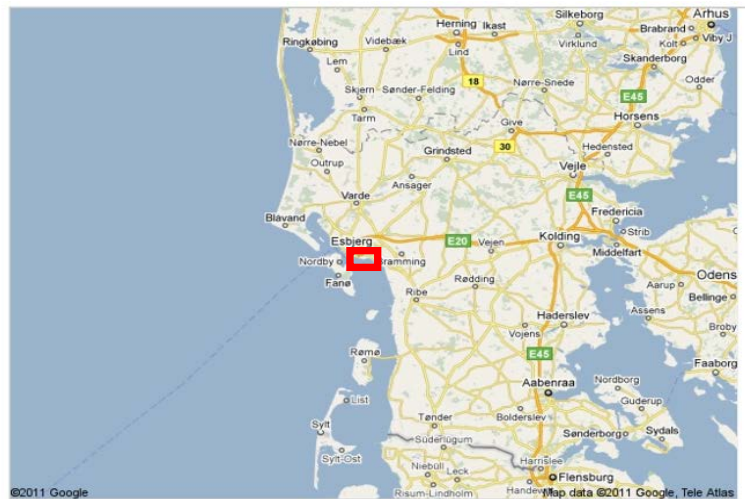 Silkeborg
Århus
Herning Ikast
Brabrand
Ringkøbing
Videbæk
Virklund
Kolt
Viby J
Lind
Lem
Skanderborg
18
Odder
Skjern Sønder-Felding
Nørre-Snede
E45
Tarm
Give
Horsens
Nørre-Nebel
30
Hedensted
Outrup
Grindsted
Vejle
Ansager
Varde
E45
Blavand
Fredericia
Strib
Esbjerg
E20
Vejen
Kolding
Middelfart
Nordby
Bramming
Odens
Fanø
Rødding
Aarup
Ribe
Bellinge
Assens
Haderslev
Broby
Vojens
Rømø
E45
Faaborg
Aabenraa
Nordborg
List
Guderup
Tønder
Bolderslev
Sylt
Sønderborg
Sydals
Süderlügum
Sylt-Ost
Harrislee
Niebüll
Leck
Flensburg
©2011 Google
Risum-Lindholm
Handew
Map data ©2011 Google, Tele Atlas